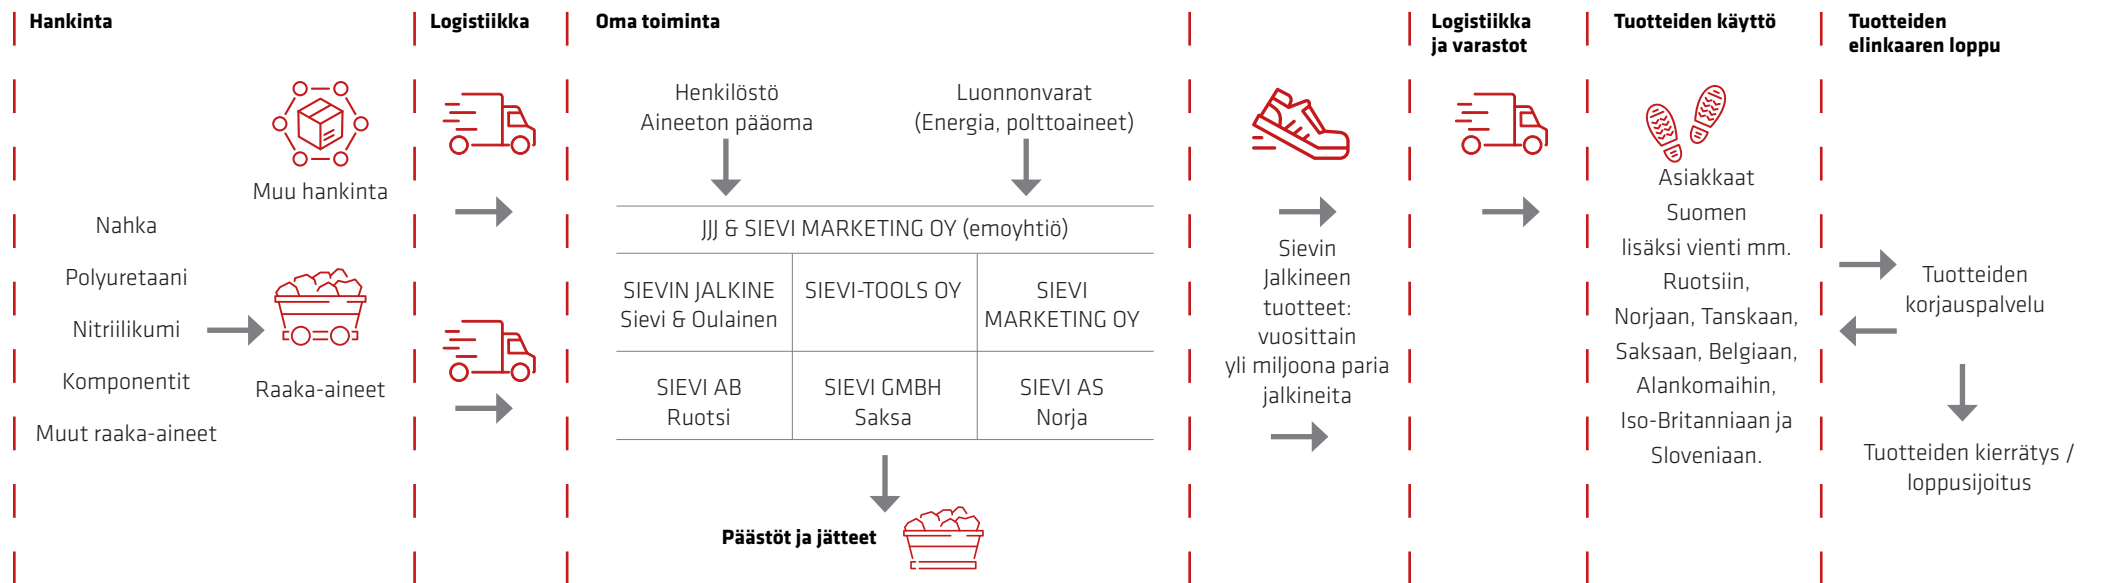 Hankinta
Muu hankinta
Nahka
Polyuretaani
Nitriilikumi
Komponentit
Muut raaka-aineet
Raaka-aineet
Logistiikka
Oma toiminta
Henkilöstö
Aineeton pääoma
Luonnonvarat
(Energia, polttoaineet)
JJJ & SIEVI MARKETING OY (emoyhtiö)
SIEVIN JALKINE
Sievi & Oulainen
SIEVI-TOOLS OY
SIEVI
MARKETING OY
SIEVI AB
Ruotsi
SIEVI GMBH
Saksa
SIEVI AS
Norja
Päästöt ja jätteet
Sievin
Jalkineen
tuotteet:
vuosittain
yli miljoona paria
jalkineita
Logistiikka
ja varastot
Tuotteiden käyttö
Asiakkaat
Suomen
lisäksi vienti mm.
Ruotsiin,
Norjaan, Tanskaan,
Saksaan, Belgiaan,
Alankomaihin,
Iso-Britanniaan ja
Sloveniaan.
Tuotteiden
elinkaaren loppu
Tuotteiden
korjauspalvelu
Tuotteiden kierrätys /
loppusijoitus